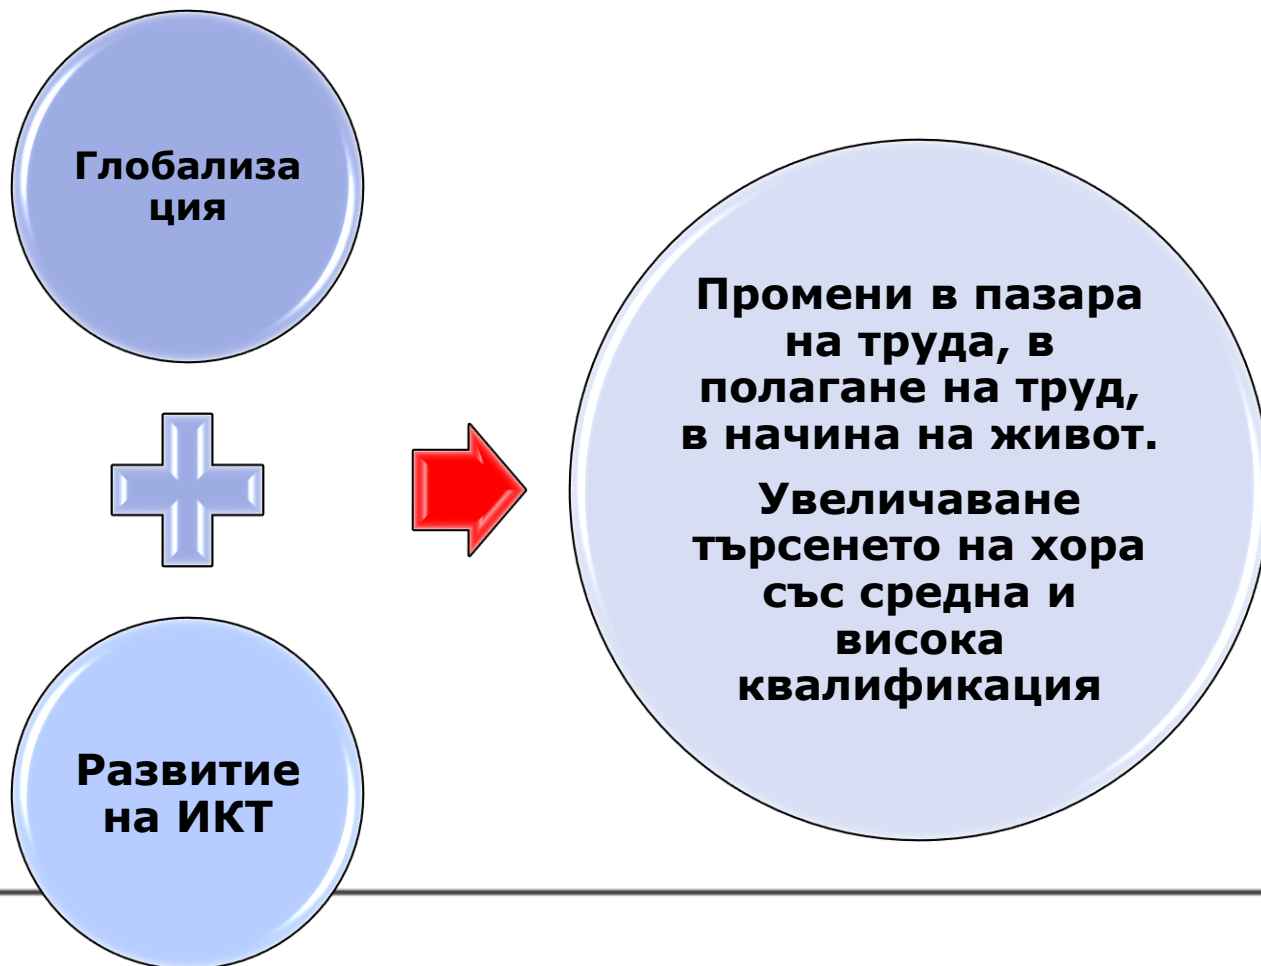 Глобализа
ция
Развитие
на ИКТ
Промени в пазара
на труда, в
полагане на труд,
в начина на живот.
Увеличаване
търсенето на хора
със средна и
висока
квалификация